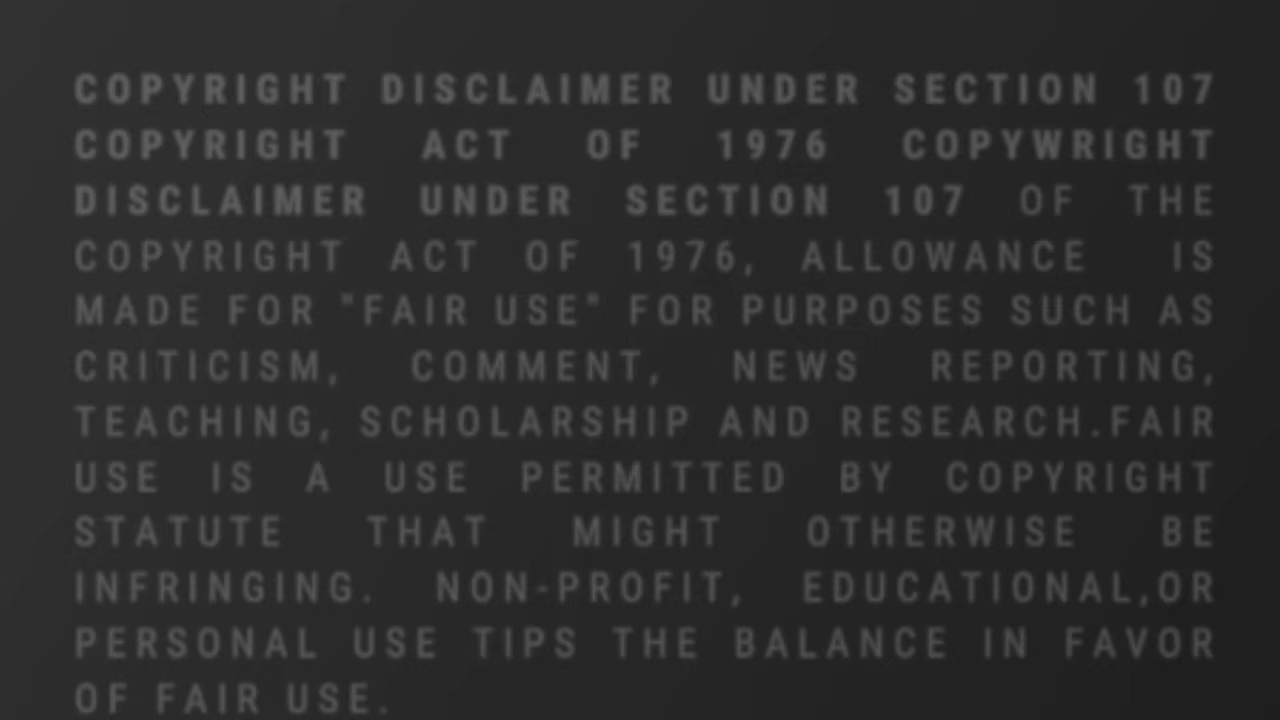 COPYRIGHT DISCLAIMER UNDER SECTION 107
COPYRIGHT ACT OF 1976 COPYWRIGHT
DISCLAIMER UNDER SECTION 107 OF THE
COPYRIGHT ACT OF 1976, ALLOWANCE IS
MADE FOR "FAIR USE" FOR PURPOSES SUCH AS
CRITICISM, COMMENT, NEWS REPORTING,
TEACHING, SCHOLARSHIP AND RESEARCH.FAIR
USE IS A USE PERMITTED BY COPYRIGHT
STATUTE THAT MIGHT OTHERWISE BE
INFRINGING. NON-PROFIT, EDUCATIONAL,OR
PERSONAL USE TIPS THE BALANCE IN FAVOR
OF FAIR USE.